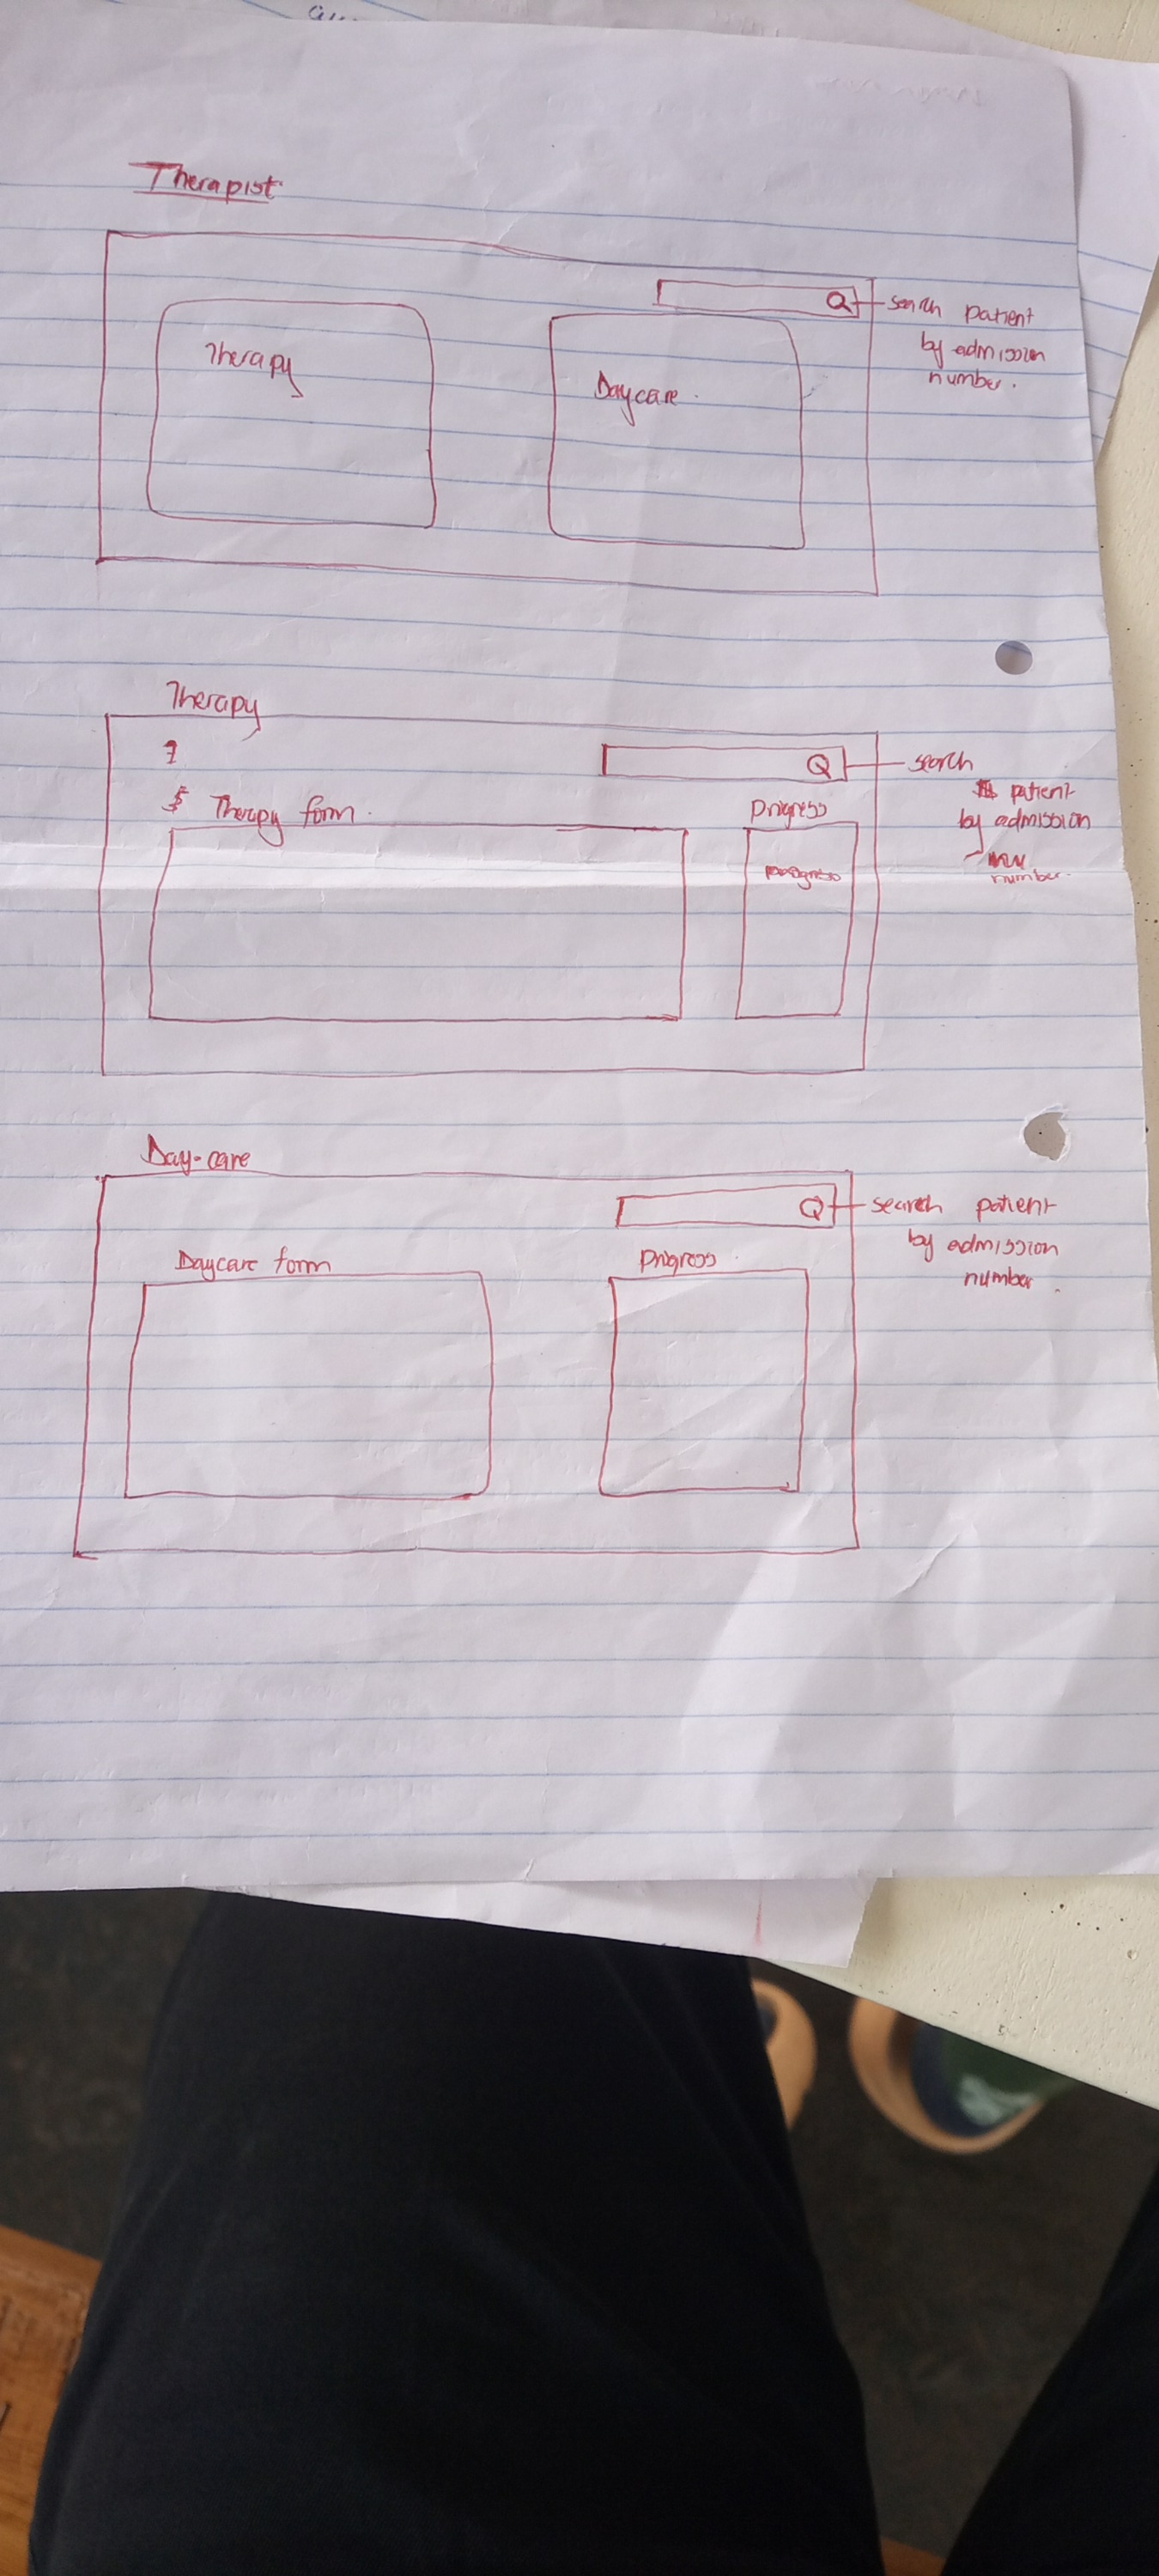 Therapist
search patient
by admission
number.
Therapy
Daycare.
Therapy
search
patient
by admission
number.
Therapy form.
Progress
progress
Day-care
search patient
by admission
number.
Daycare form
Progress